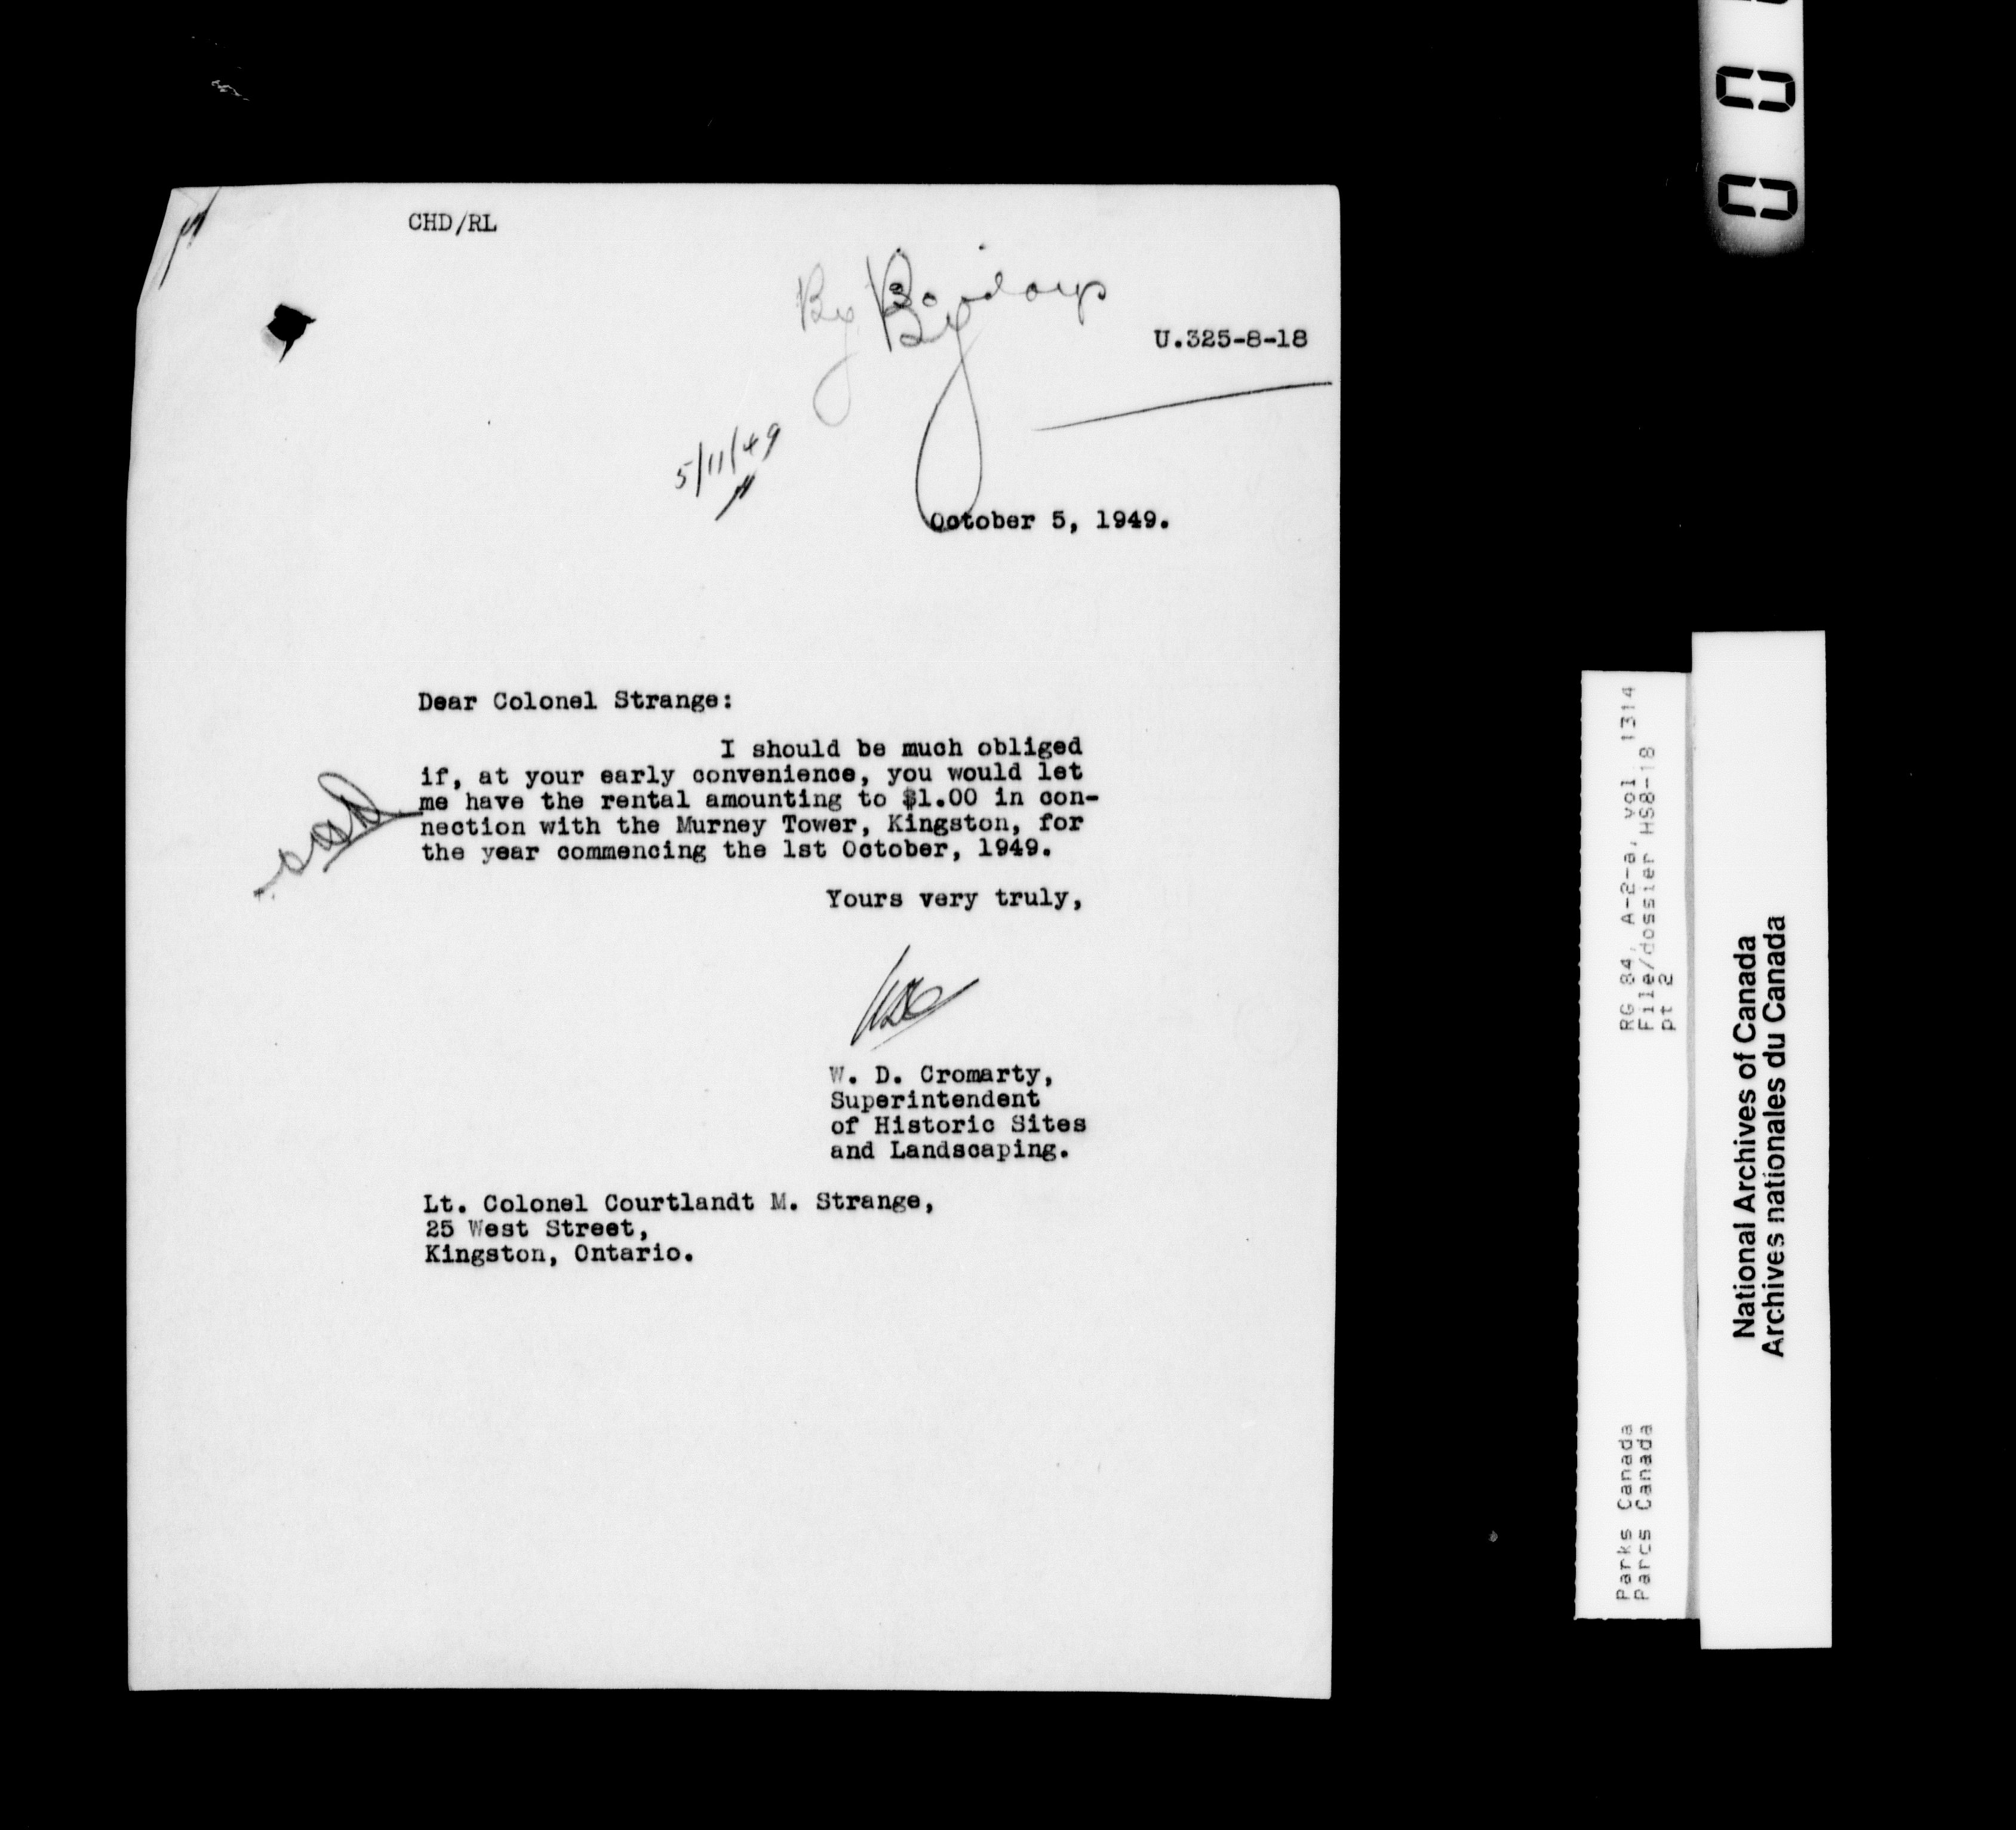 CHD/RL
By
By
30 days
U.325-8-18
5/11/49
October 5, 1949.
Dear Colonel Strange:
I should be much obliged
if, at your early convenience, you would let
me have the rental amounting to $1.00 in con-
nection with the Murney Tower, Kingston, for
the year commencing the 1st October, 1949.
Yours very truly,
W. D. Cromarty,
Superintendent
of Historic Sites
and Landscaping.
Lt. Colonel Courtlandt M. Strange,
25 West Street,
Kingston, Ontario.
RG 84, A-2-a, vol 1314
File/dossier HS8-18
pt 2
Parks Canada
Parcs Canada
National Archives of Canada
Archives nationales du Canada